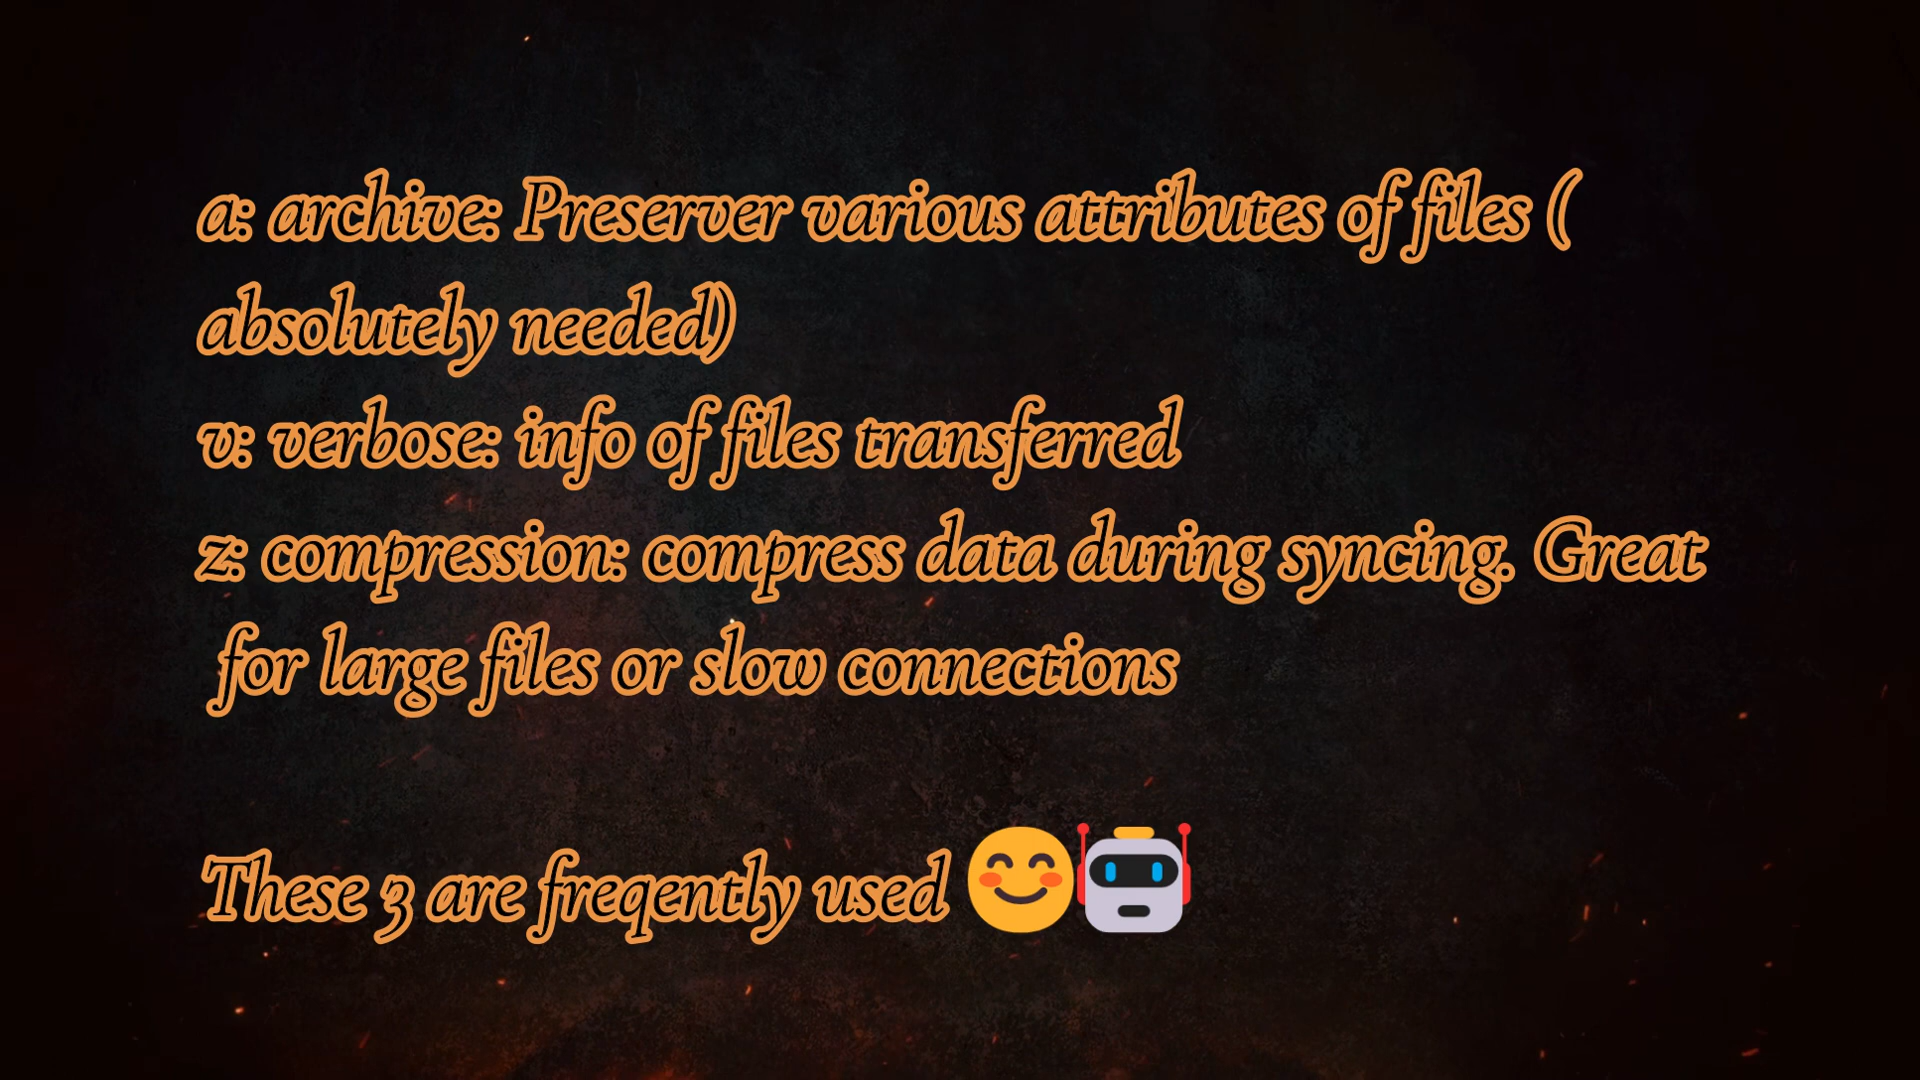 a: archive: Preserver various attributes of files (
absolutely needed)
v: verbose: info of files transferred
z: compression: compress data during syncing. Great
for large files or slow connections
These 3 are freqently used 😊🤖